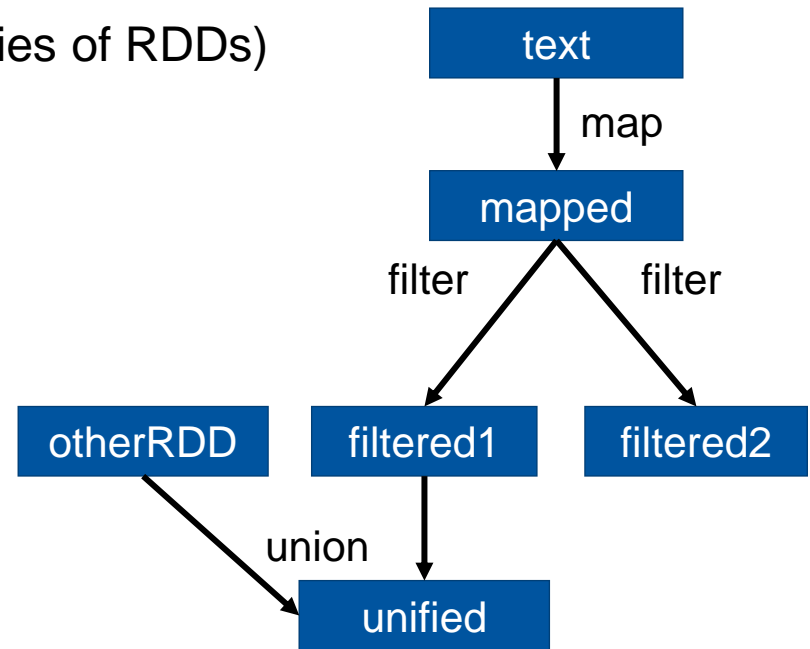 ies of RDDs)
text
map
mapped
filter
filter
otherRDD
filtered1
filtered2
union
unified